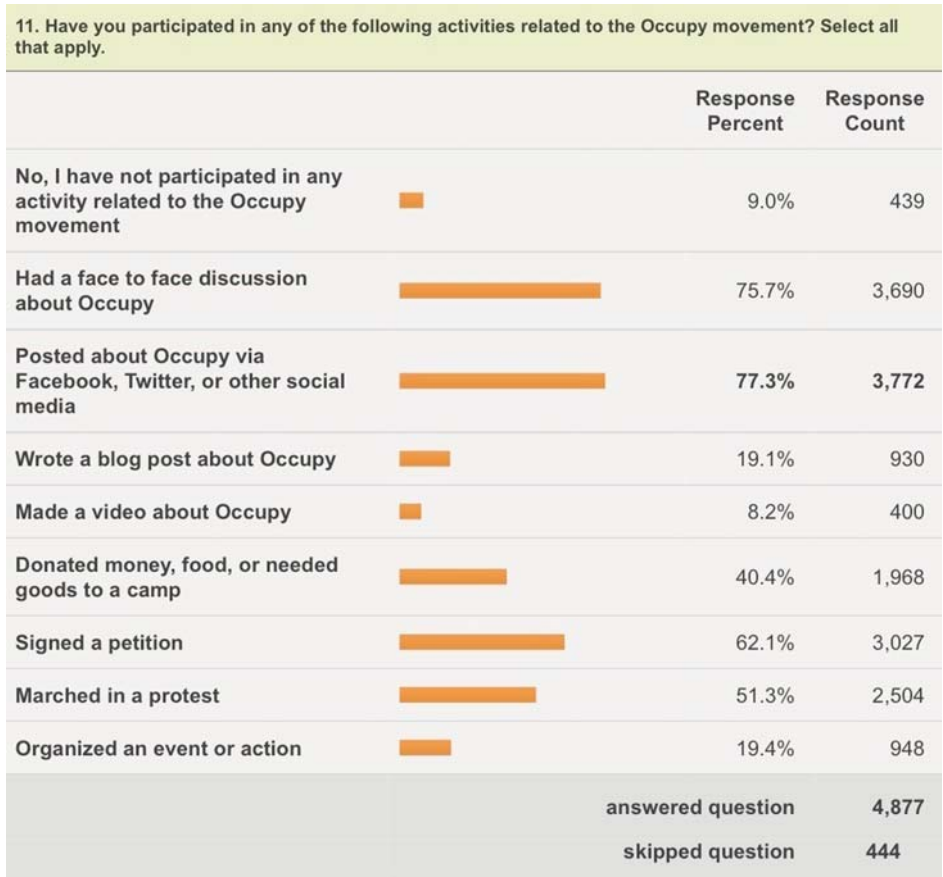 11. Have you participated in any of the following activities related to the Occupy movement? Select all
that apply.
Response Response
Percent Count
No, I have not participated in any
activity related to the Occupy
movement
9.0% 439
Had a face to face discussion
about Occupy
75.7% 3,690
Posted about Occupy via
Facebook, Twitter, or other social
media
77.3% 3,772
Wrote a blog post about Occupy 19.1% 930
Made a video about Occupy 8.2% 400
Donated money, food, or needed
goods to a camp
40.4% 1,968
Signed a petition 62.1% 3,027
Marched in a protest 51.3% 2,504
Organized an event or action 19.4% 948
answered question 4,877
skipped question 444